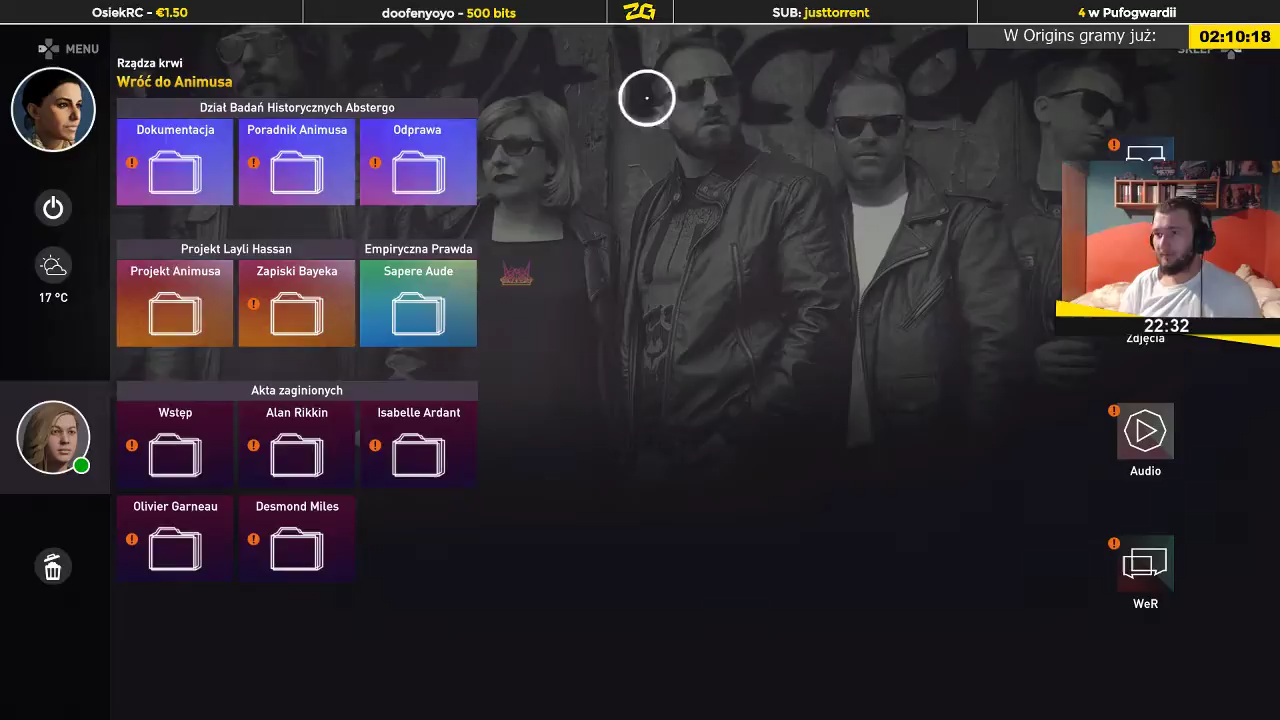 OsiekRC - €1.50
doofenyoyo - 500 bits
ZG
SUB: justtorrent
4 w Pufogwardii
W Origins gramy już:
02:10:18
MENU
SKLEP
Rządza krwi
Wróć do Animusa
Dział Badań Historycznych Abstergo
Dokumentacja
Poradnik Animusa
Odprawa
Projekt Layli Hassan
Empiryczna Prawda
Projekt Animusa
Zapiski Bayeka
Sapere Aude
17 °C
22:32
Zdjęcia
Akta zaginionych
Wstęp
Alan Rikkin
Isabelle Ardant
Audio
Olivier Garneau
Desmond Miles
WeR